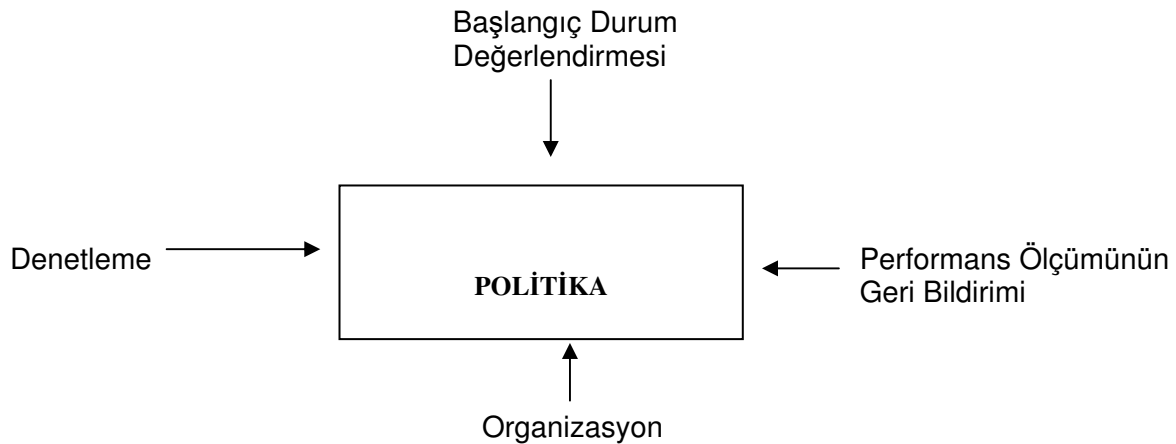 Başlangıç Durum
Değerlendirmesi
Denetleme
POLİTİKA
Performans Ölçümünün
Geri Bildirimi
Organizasyon